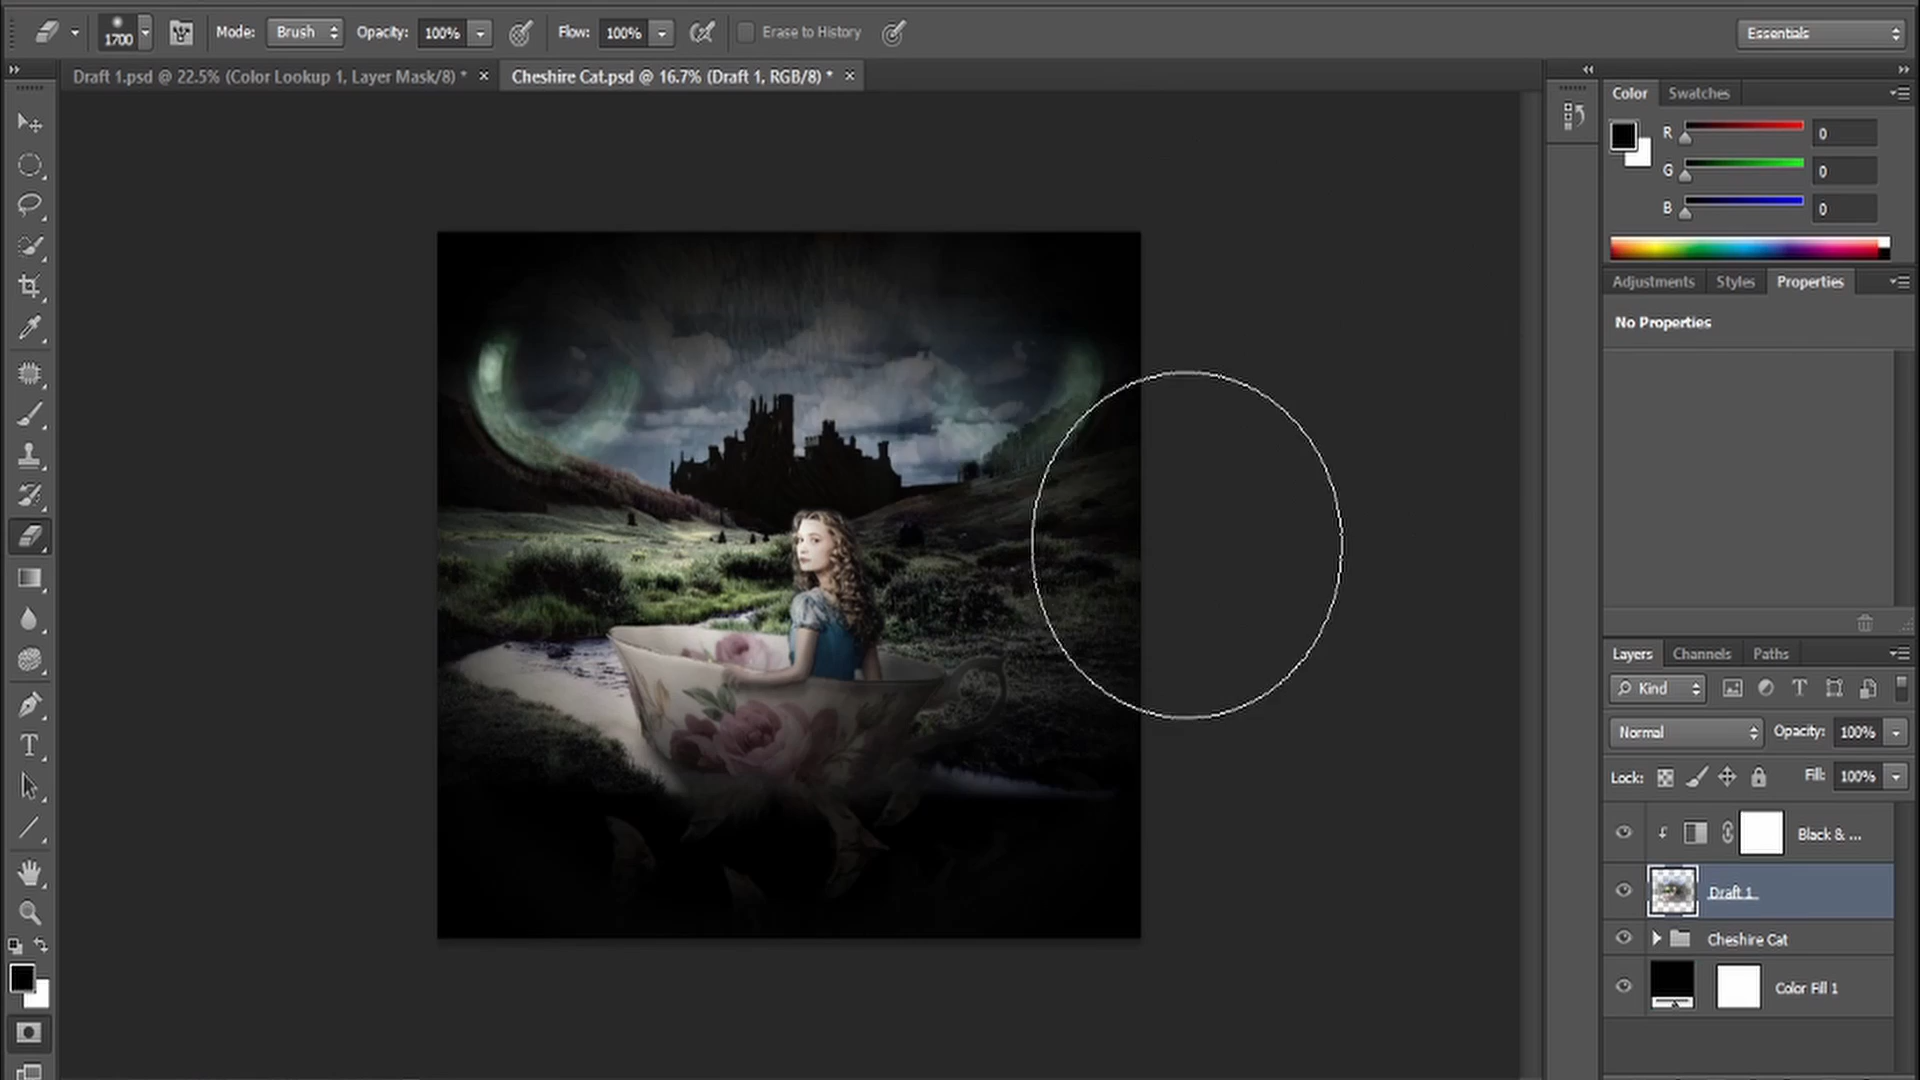 1700 Mode: Brush Opacity: 100% Flow: 100% Erase to History Essentials
Draft 1.psd @ 22.5% (Color Lookup 1, Layer Mask/8) * × Cheshire Cat.psd @ 16.7% (Draft 1, RGB/8) * ×
Color Swatches
R 0
G 0
B 0
Adjustments Styles Properties
No Properties
Layers Channels Paths
Kind T
Normal Opacity: 100%
Lock: Fill: 100%
Black & ...
Draft 1
Cheshire Cat
Color Fill 1